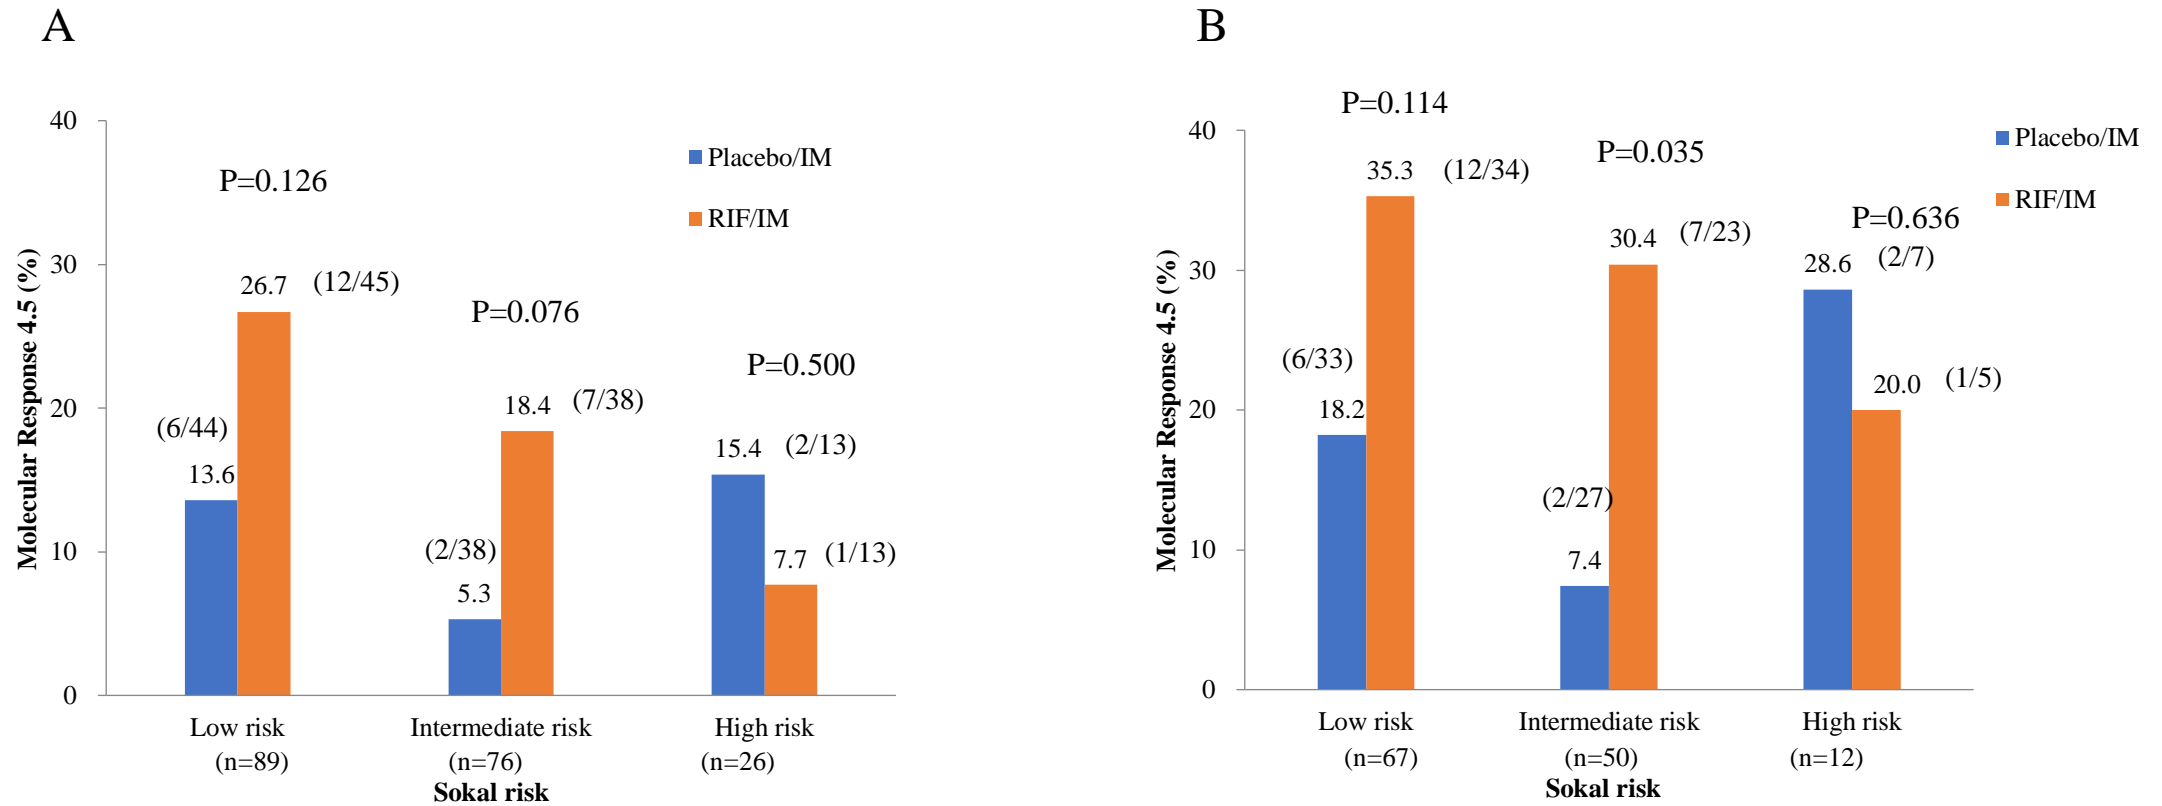 A
40
30
20
10
0
Molecular Response 4.5 (%)
P=0.126
P=0.076
P=0.500
Placebo/IM
RIF/IM
(6/44)
13.6
26.7 (12/45)
(2/38)
5.3
18.4 (7/38)
15.4 (2/13)
7.7 (1/13)
Low risk Intermediate risk High risk
(n=89) (n=76) (n=26)
Sokal risk
B
40
30
20
10
0
Molecular Response 4.5 (%)
P=0.114
P=0.035
P=0.636
Placebo/IM
RIF/IM
(6/33)
18.2
35.3 (12/34)
(2/27)
7.4
30.4 (7/23)
28.6 (2/7)
20.0 (1/5)
Low risk Intermediate risk High risk
(n=67) (n=50) (n=12)
Sokal risk